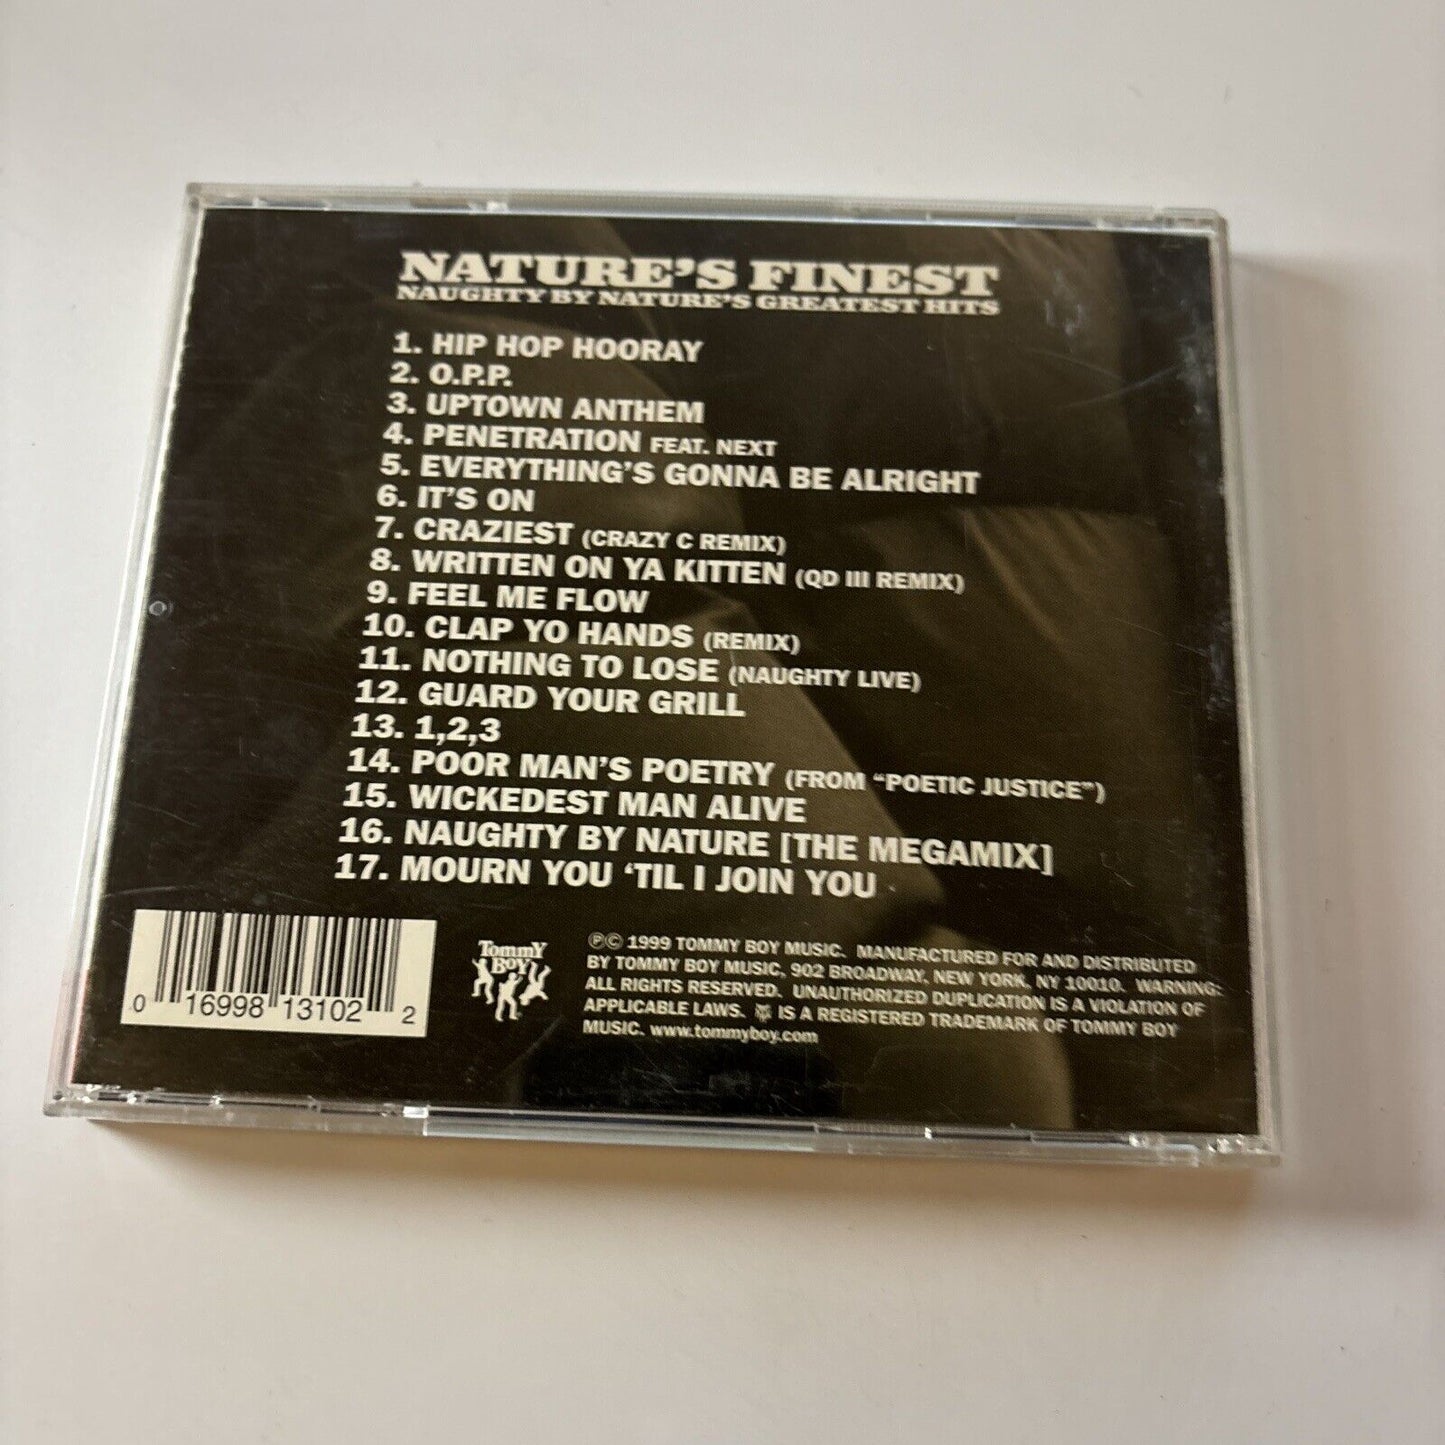 NATURE'S FINEST
NAUGHTY BY NATURE'S GREATEST HITS
1. HIP HOP HOORAY
2. O.P.P.
3. UPTOWN ANTHEM
4. PENETRATION FEAT. NEXT
5. EVERYTHING'S GONNA BE ALRIGHT
6. IT'S ON
7. CRAZIEST (CRAZY C REMIX)
8. WRITTEN ON YA KITTEN (QD III REMIX)
9. FEEL ME FLOW
10. CLAP YO HANDS (REMIX)
11. NOTHING TO LOSE (NAUGHTY LIVE)
12. GUARD YOUR GRILL
13. 1,2,3
14. POOR MAN'S POETRY (FROM "POETIC JUSTICE")
15. WICKEDEST MAN ALIVE
16. NAUGHTY BY NATURE [THE MEGAMIX]
17. MOURN YOU 'TIL I JOIN YOU
0 16998 13102 2
Tommy
Boy
℗© 1999 TOMMY BOY MUSIC. MANUFACTURED FOR AND DISTRIBUTED
BY TOMMY BOY MUSIC, 902 BROADWAY, NEW YORK, NY 10010. WARNING:
ALL RIGHTS RESERVED. UNAUTHORIZED DUPLICATION IS A VIOLATION OF
APPLICABLE LAWS. IS A REGISTERED TRADEMARK OF TOMMY BOY
MUSIC. www.tommyboy.com